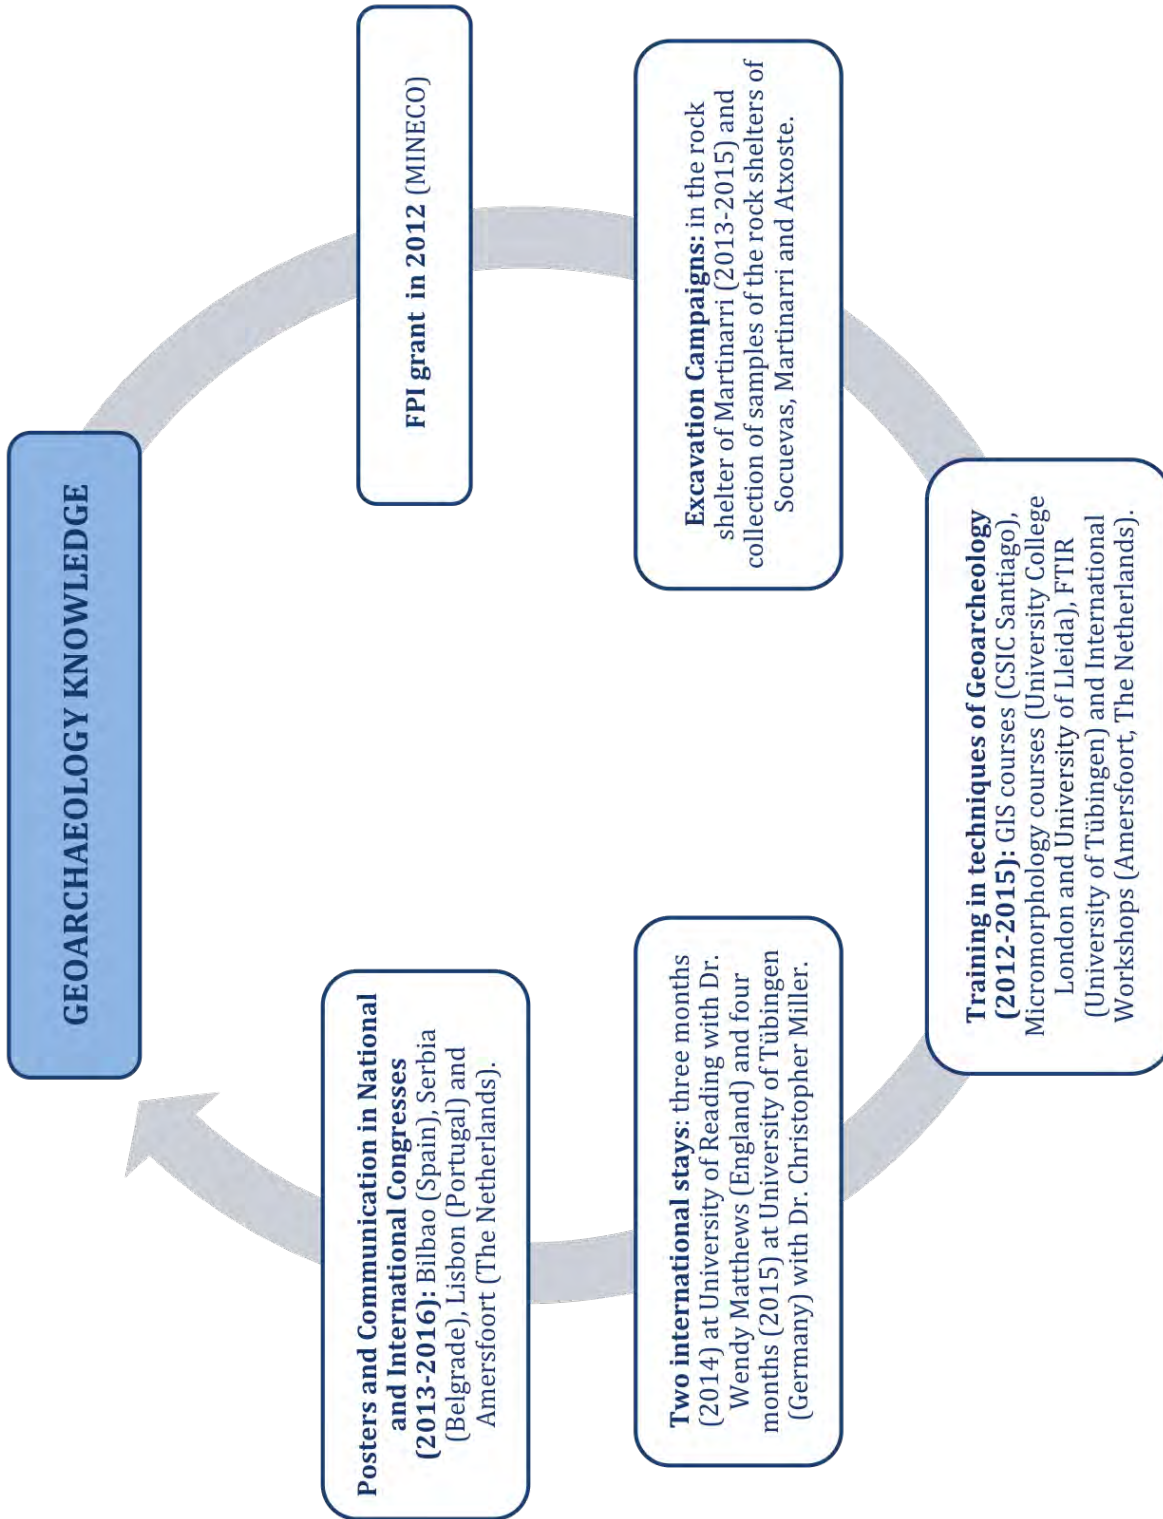 GEOARCHAEOLOGY KNOWLEDGE
FPI grant in 2012 (MINECO)
Excavation Campaigns: in the rock
shelter of Martinarri (2013-2015) and
collection of samples of the rock shelters of
Socuevas, Martinarri and Atxoste.
Training in techniques of Geoarcheology
(2012-2015): GIS courses (CSIC Santiago),
Micromorphology courses (University College
London and University of Lleida), FTIR
(University of Tübingen) and International
Workshops (Amersfoort, The Netherlands).
Two international stays: three months
(2014) at University of Reading with Dr.
Wendy Matthews (England) and four
months (2015) at University of Tübingen
(Germany) with Dr. Christopher Miller.
Posters and Communication in National
and International Congresses
(2013-2016): Bilbao (Spain), Serbia
(Belgrade), Lisbon (Portugal) and
Amersfoort (The Netherlands).